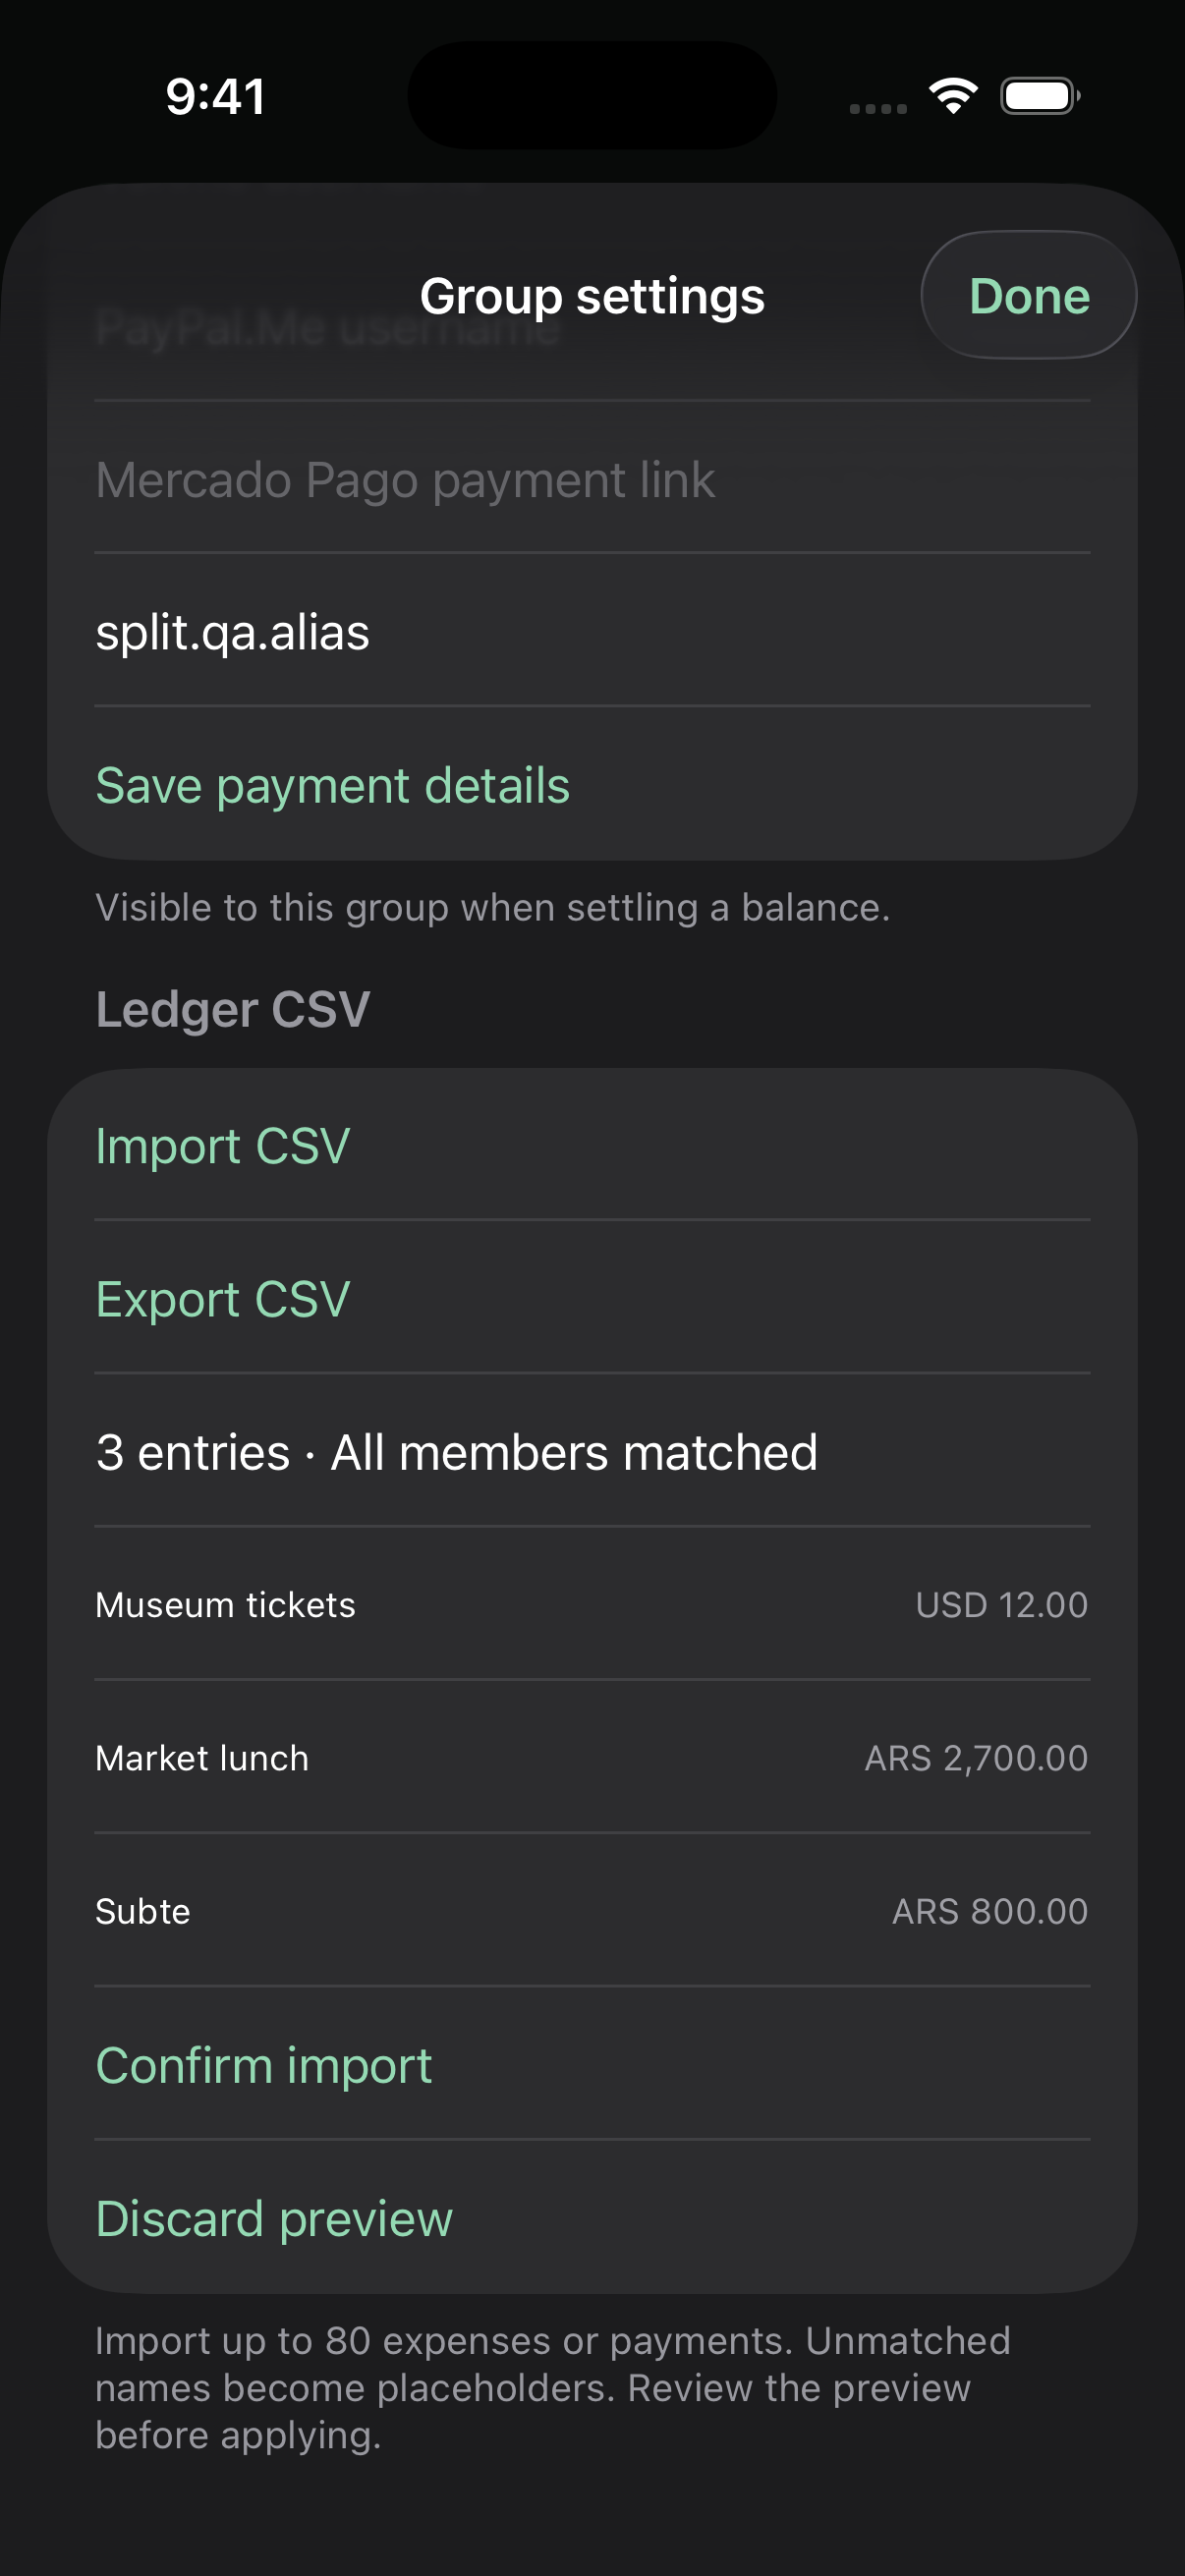 9:41
Group settings
Done
PayPal.Me username
Mercado Pago payment link
split.qa.alias
Save payment details
Visible to this group when settling a balance.
Ledger CSV
Import CSV
Export CSV
3 entries · All members matched
Museum tickets
USD 12.00
Market lunch
ARS 2,700.00
Subte
ARS 800.00
Confirm import
Discard preview
Import up to 80 expenses or payments. Unmatched
names become placeholders. Review the preview
before applying.